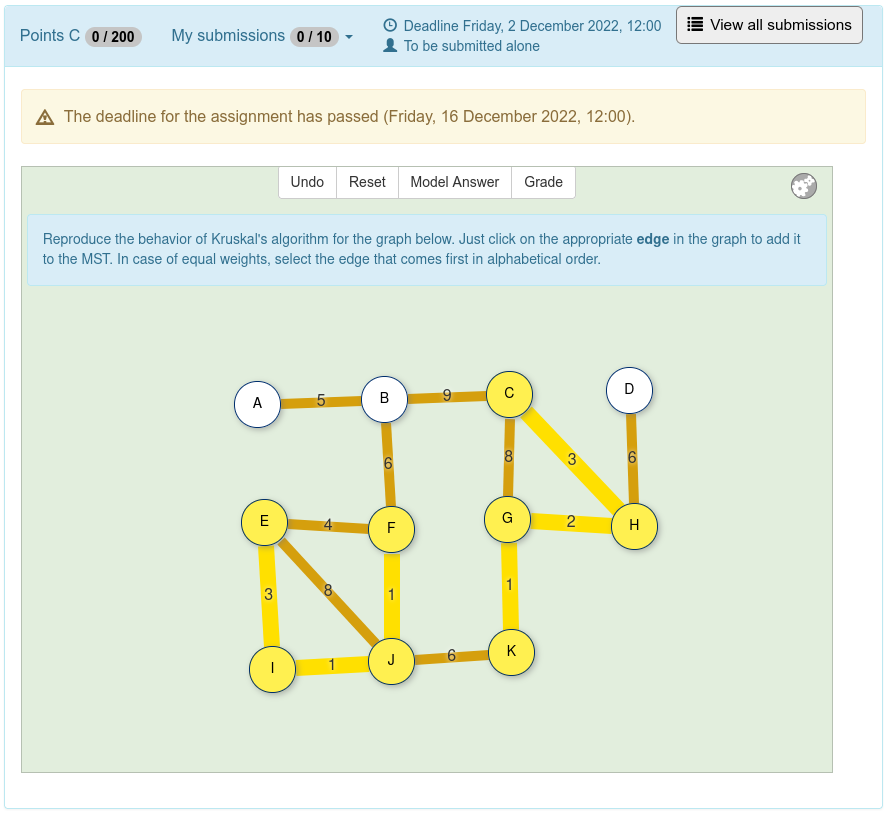 Points C 0 / 200
My submissions 0 / 10
Deadline Friday, 2 December 2022, 12:00
To be submitted alone
View all submissions
The deadline for the assignment has passed (Friday, 16 December 2022, 12:00).
Undo Reset Model Answer Grade
Reproduce the behavior of Kruskal's algorithm for the graph below. Just click on the appropriate edge in the graph to add it
to the MST. In case of equal weights, select the edge that comes first in alphabetical order.
A 5 B 9 C D
6 8 3 6
E 4 F G 2 H
3 8 1 1
I 1 J 6 K